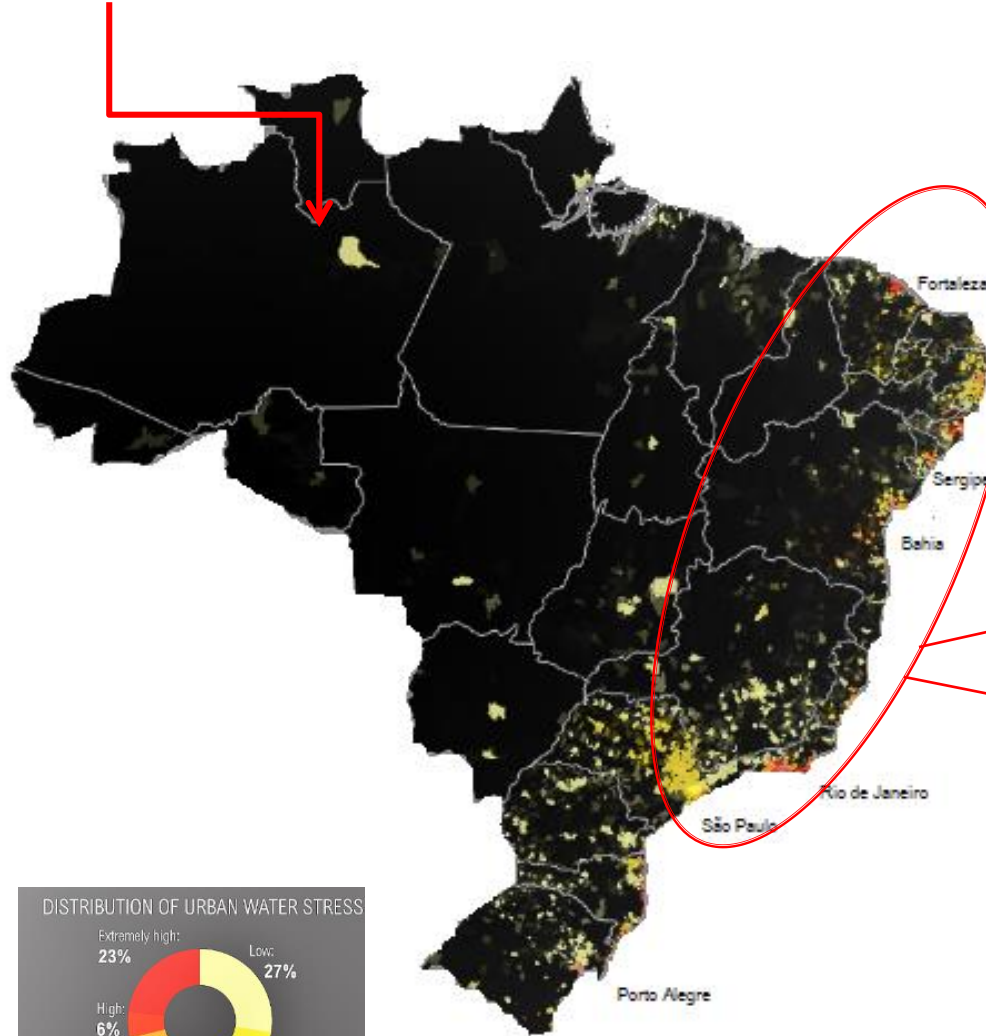 Fortaleza
Sergipe
Bahia
Rio de Janeiro
São Paulo
Porto Alegre
DISTRIBUTION OF URBAN WATER STRESS
Extremely high:
23%
Low:
27%
High:
6%